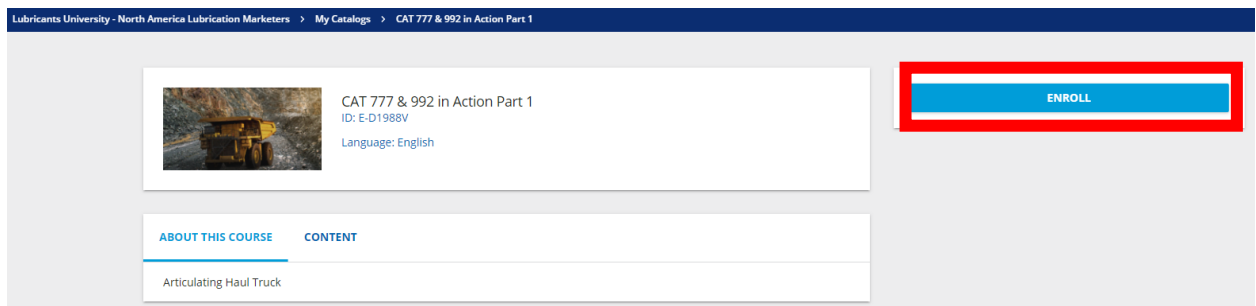 Lubricants University - North America Lubrication Marketers > My Catalogs > CAT 777 & 992 in Action Part 1
CAT 777 & 992 in Action Part 1
ID: E-D1988V
Language: English
ENROLL
ABOUT THIS COURSE CONTENT
Articulating Haul Truck